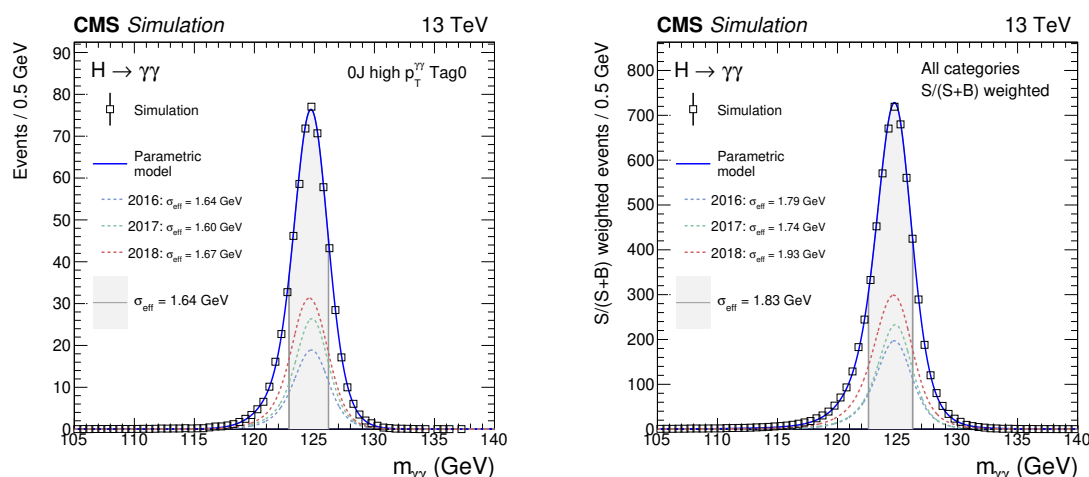 CMS Simulation 13 TeV
H → γγ
0J high p_T^γγ Tag0
Simulation
Parametric
model
2016: σ_eff = 1.64 GeV
2017: σ_eff = 1.60 GeV
2018: σ_eff = 1.67 GeV
σ_eff = 1.64 GeV
Events / 0.5 GeV
90
80
70
60
50
40
30
20
10
0
105 110 115 120 125 130 135 140
m_γγ (GeV)
CMS Simulation 13 TeV
H → γγ
All categories
S/(S+B) weighted
Simulation
Parametric
model
2016: σ_eff = 1.79 GeV
2017: σ_eff = 1.74 GeV
2018: σ_eff = 1.93 GeV
σ_eff = 1.83 GeV
S/(S+B) weighted events / 0.5 GeV
800
700
600
500
400
300
200
100
0
105 110 115 120 125 130 135 140
m_γγ (GeV)